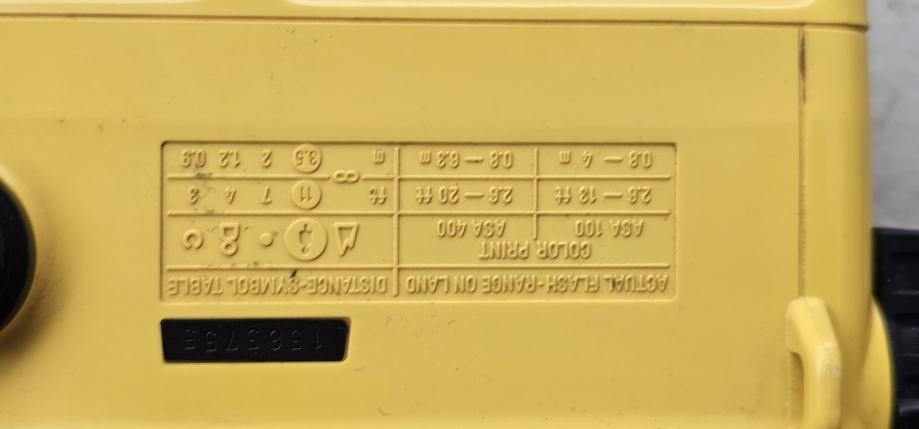 ACTUAL FLASH-RANGE ON LAND DISTANCE-SYMBOL TABLE
COLOR PRINT
ASA 100 ASA 400
2.6 — 13 ft 2.6 — 20 ft ft ∞ 11 7 4 3
0.8 — 4 m 0.8 — 6.3 m m 3.5 2 1.2 0.9